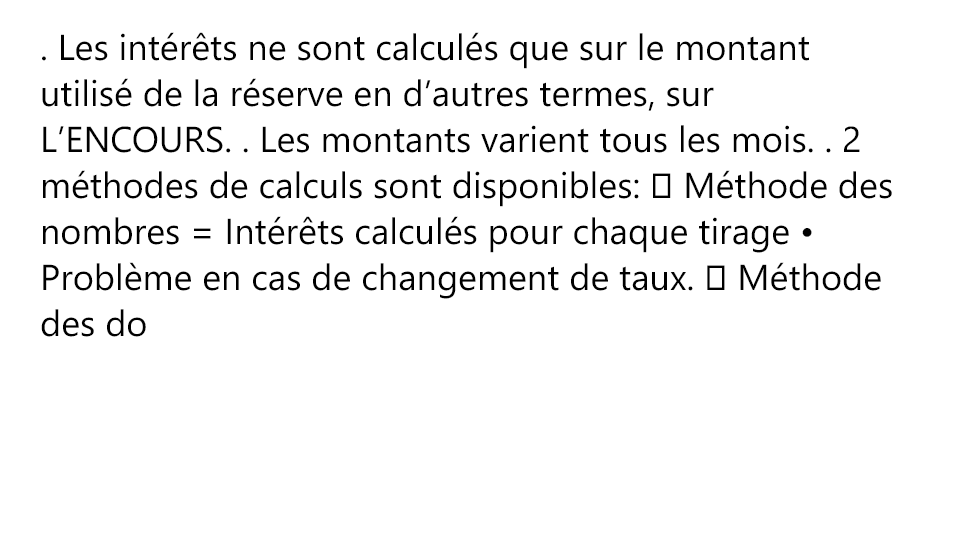 . Les intérêts ne sont calculés que sur le montant
utilisé de la réserve en d’autres termes, sur
L’ENCOURS. . Les montants varient tous les mois. . 2
méthodes de calculs sont disponibles:  Méthode des
nombres = Intérêts calculés pour chaque tirage •
Problème en cas de changement de taux.  Méthode
des do